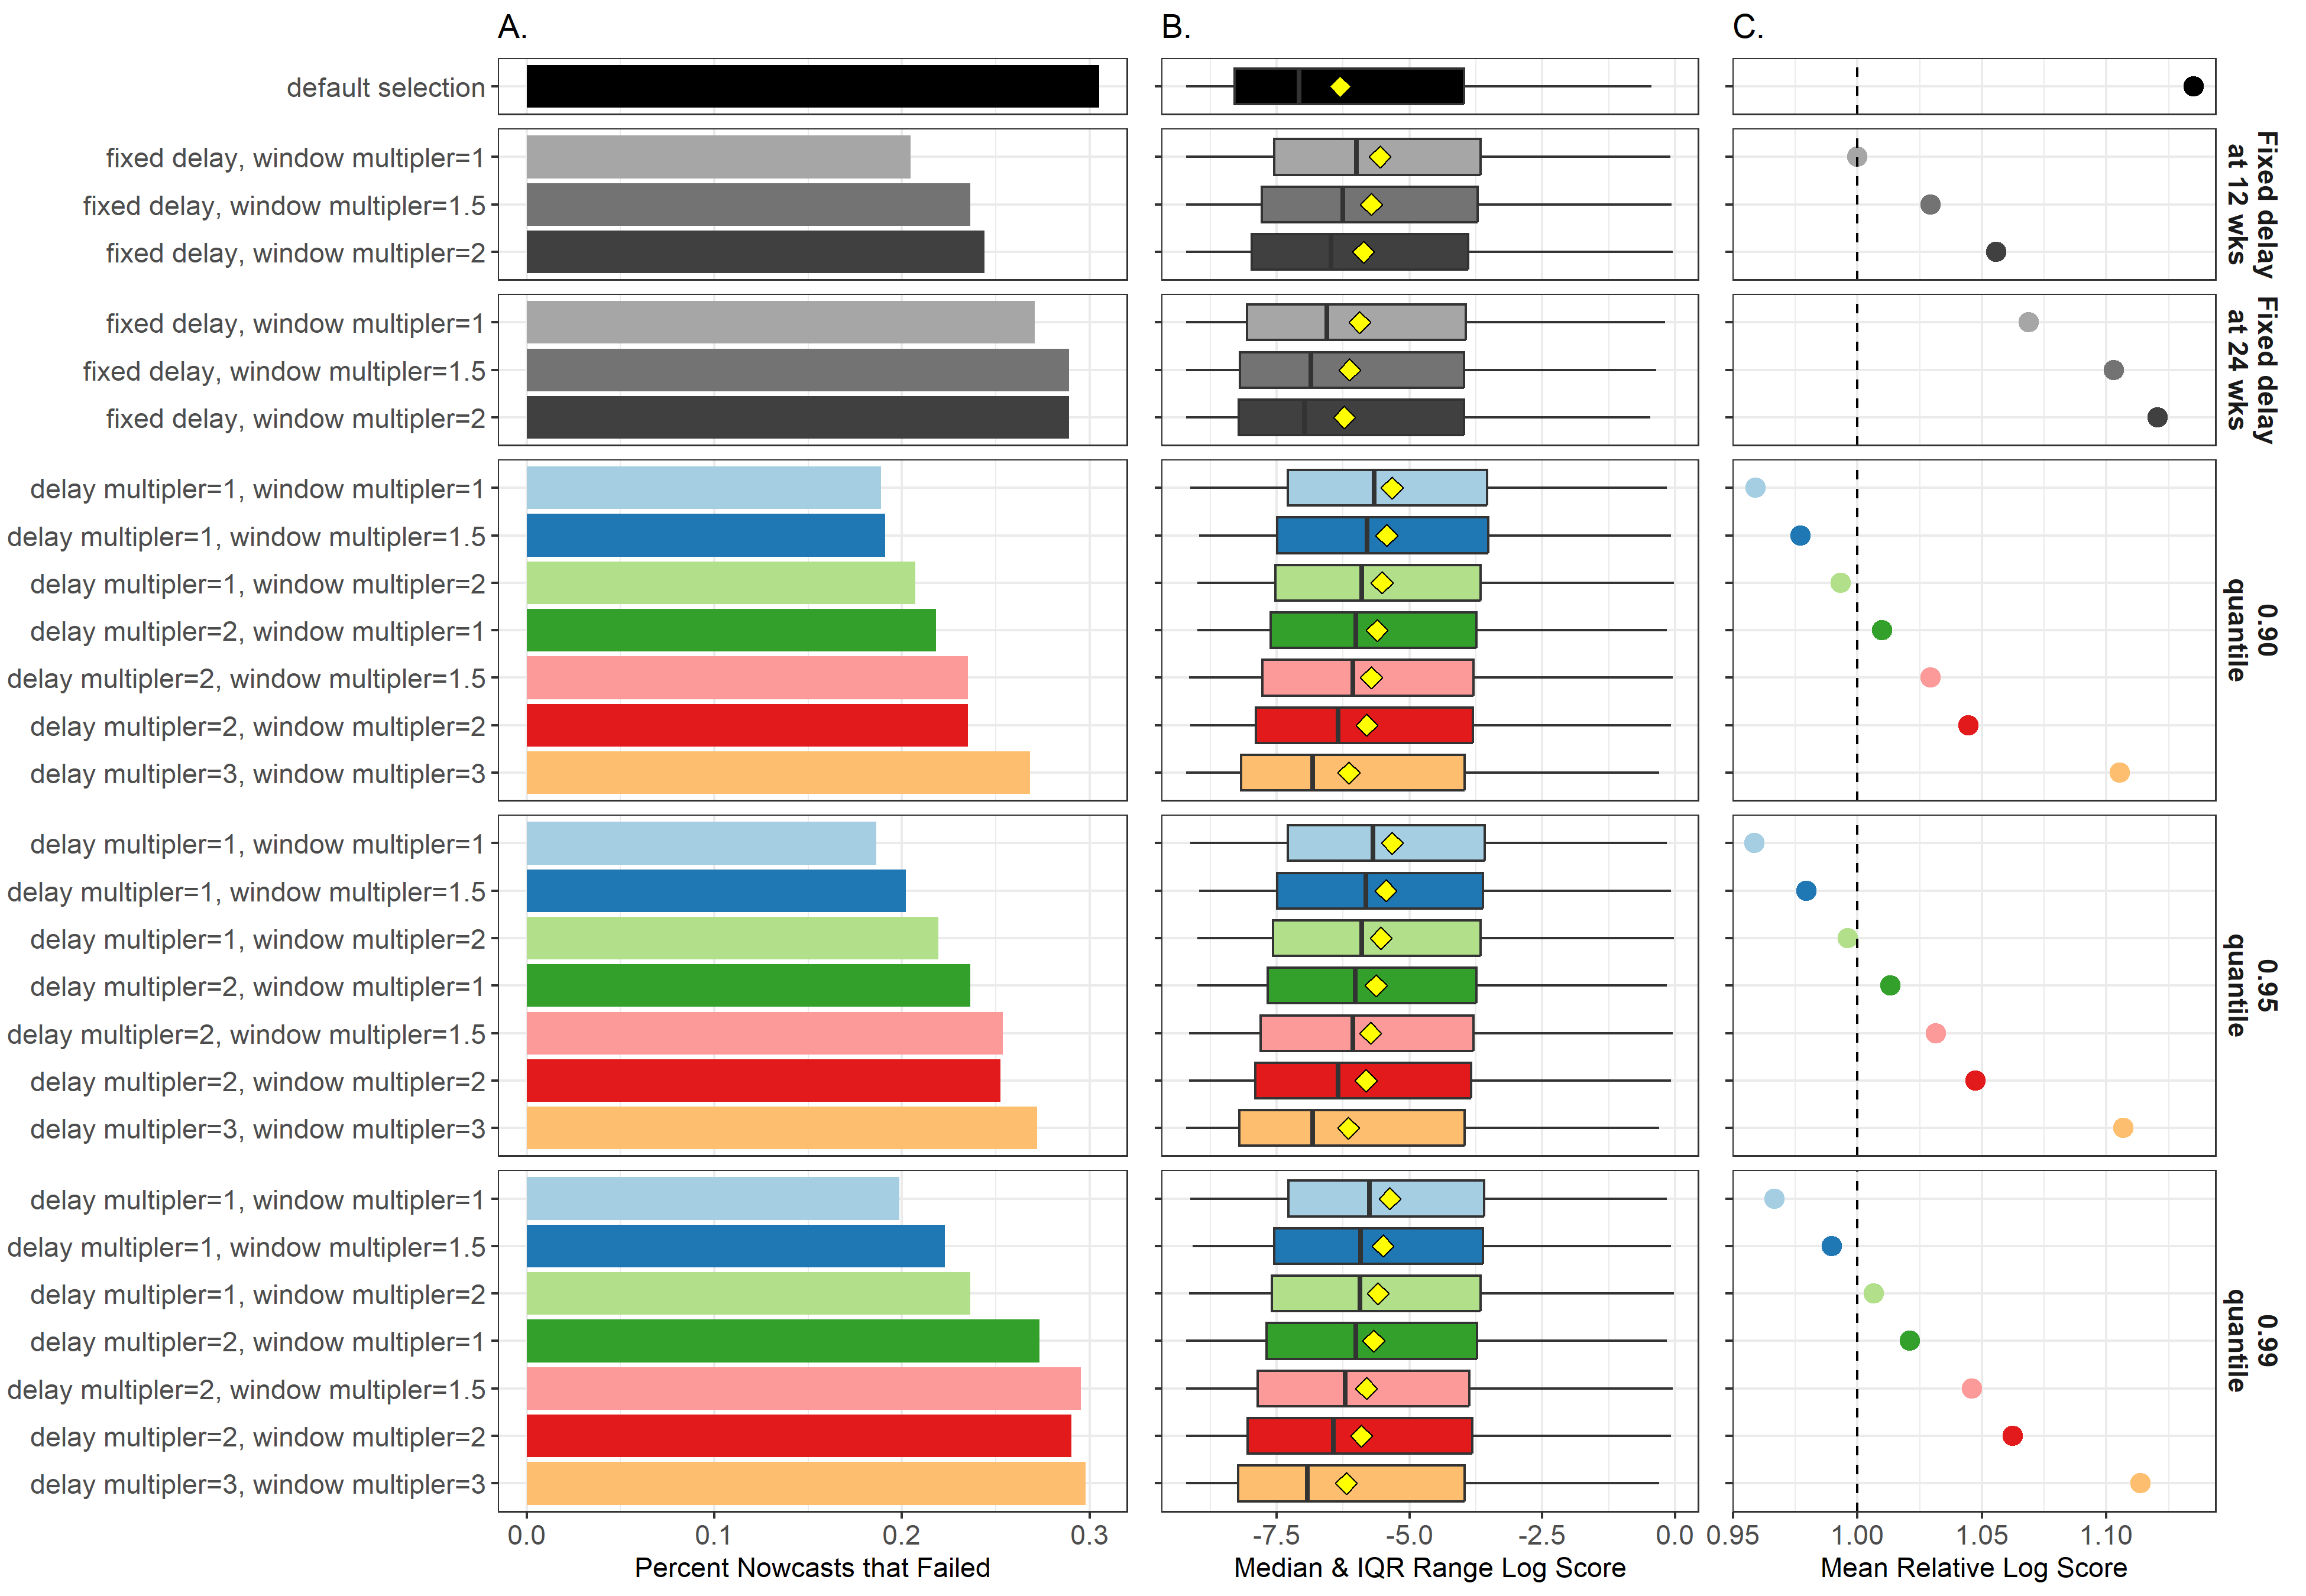 A.
B.
C.
default selection
fixed delay, window multipler=1
fixed delay, window multipler=1.5
fixed delay, window multipler=2
Fixed delay
at 12 wks
fixed delay, window multipler=1
fixed delay, window multipler=1.5
fixed delay, window multipler=2
Fixed delay
at 24 wks
delay multipler=1, window multipler=1
delay multipler=1, window multipler=1.5
delay multipler=1, window multipler=2
delay multipler=2, window multipler=1
delay multipler=2, window multipler=1.5
delay multipler=2, window multipler=2
delay multipler=3, window multipler=3
0.90
quantile
delay multipler=1, window multipler=1
delay multipler=1, window multipler=1.5
delay multipler=1, window multipler=2
delay multipler=2, window multipler=1
delay multipler=2, window multipler=1.5
delay multipler=2, window multipler=2
delay multipler=3, window multipler=3
0.95
quantile
delay multipler=1, window multipler=1
delay multipler=1, window multipler=1.5
delay multipler=1, window multipler=2
delay multipler=2, window multipler=1
delay multipler=2, window multipler=1.5
delay multipler=2, window multipler=2
delay multipler=3, window multipler=3
0.99
quantile
0.0 0.1 0.2 0.3
Percent Nowcasts that Failed
-7.5 -5.0 -2.5 0.0
Median & IQR Range Log Score
0.95 1.00 1.05 1.10
Mean Relative Log Score